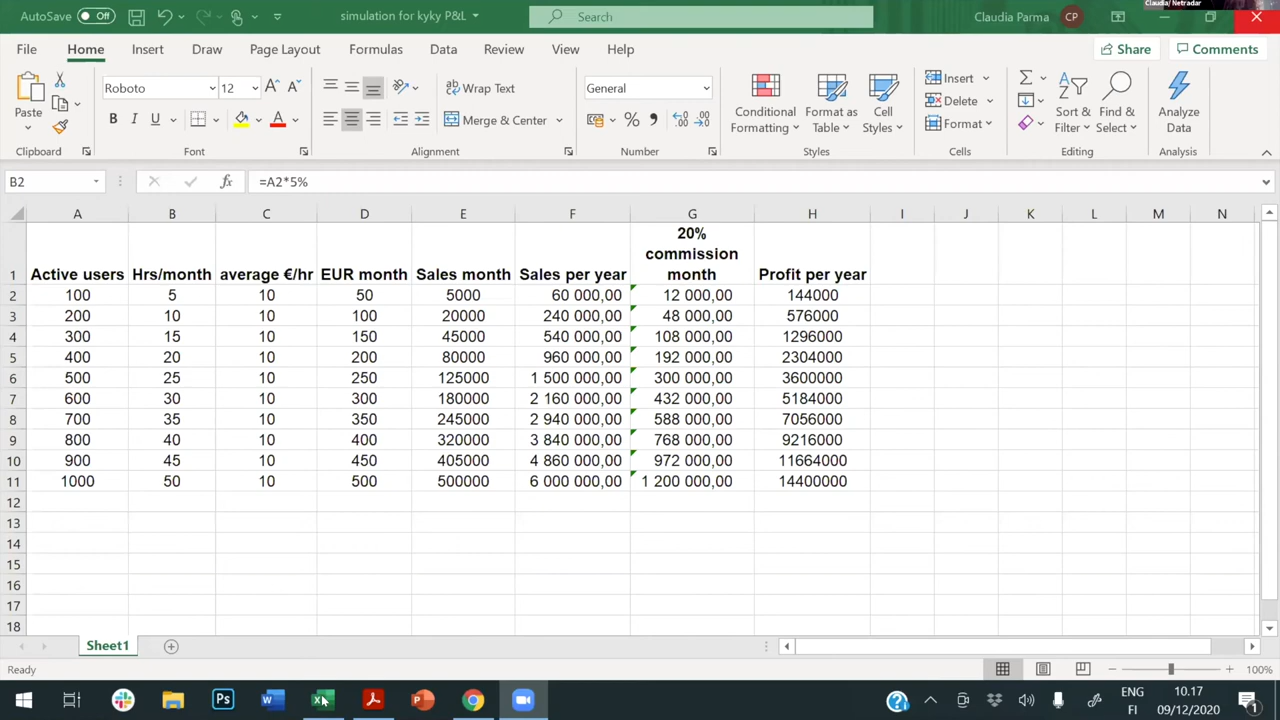 Claudia/ Netradar
AutoSave Off simulation for kyky P&L Search Claudia Parma CP
File Home Insert Draw Page Layout Formulas Data Review View Help Share Comments
Paste
Clipboard
Roboto 12
B I U A
Font
Wrap Text
Merge & Center
Alignment
General
%
Number
Conditional Formatting
Format as Table
Cell Styles
Styles
Insert
Delete
Format
Cells
Sort & Filter
Find & Select
Editing
Analyze Data
Analysis
B2 fx =A2*5%
A B C D E F G H I J K L M N
1 Active users Hrs/month average €/hr EUR month Sales month Sales per year 20% commission month Profit per year
2 100 5 10 50 5000 60 000,00 12 000,00 144000
3 200 10 10 100 20000 240 000,00 48 000,00 576000
4 300 15 10 150 45000 540 000,00 108 000,00 1296000
5 400 20 10 200 80000 960 000,00 192 000,00 2304000
6 500 25 10 250 125000 1 500 000,00 300 000,00 3600000
7 600 30 10 300 180000 2 160 000,00 432 000,00 5184000
8 700 35 10 350 245000 2 940 000,00 588 000,00 7056000
9 800 40 10 400 320000 3 840 000,00 768 000,00 9216000
10 900 45 10 450 405000 4 860 000,00 972 000,00 11664000
11 1000 50 10 500 500000 6 000 000,00 1 200 000,00 14400000
12
13
14
15
16
17
18
Sheet1
Ready 100%
Ps ENG 10.17
FI 09/12/2020 1